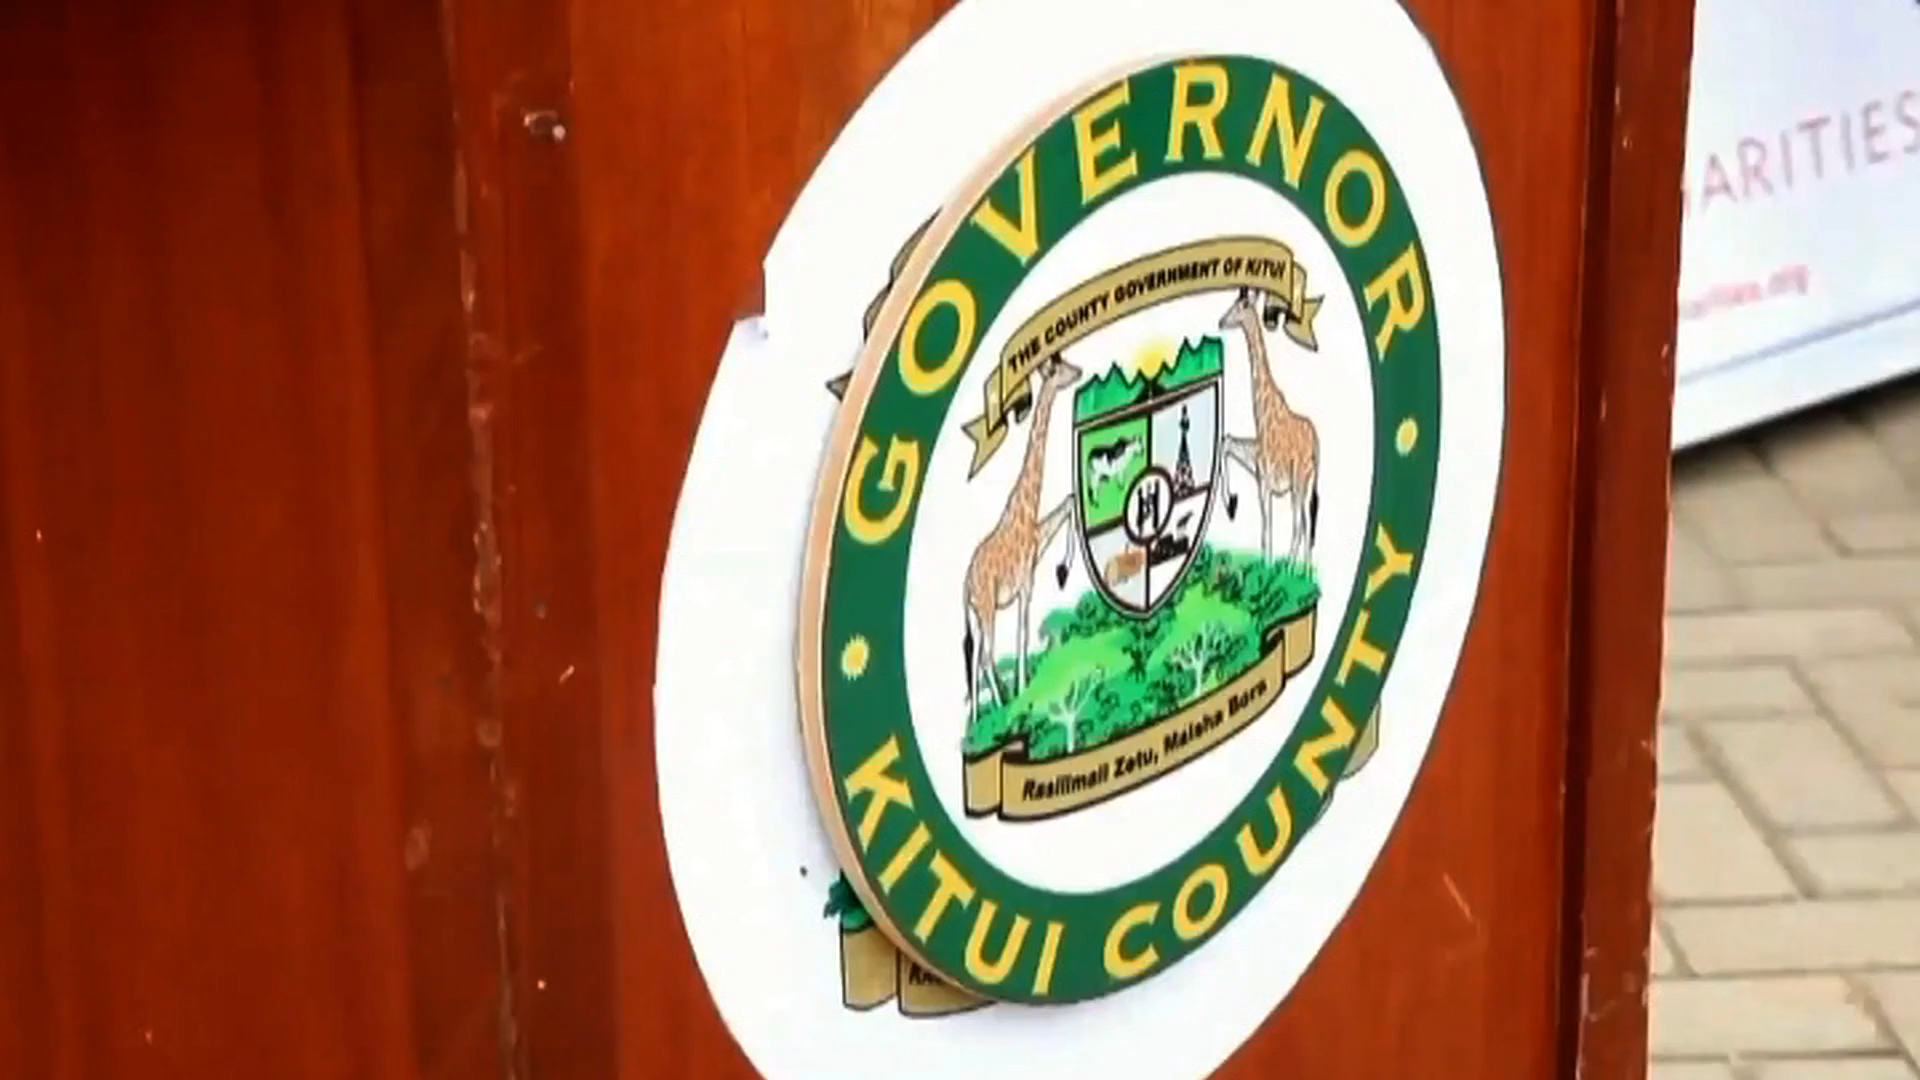 GOVERNOR
THE COUNTY GOVERNMENT OF KITUI
Rasilimali Zetu, Maisha Bora
KITUI COUNTY
ARITIES